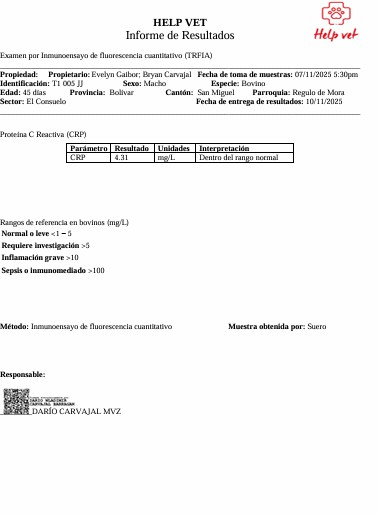 HELP VET
Informe de Resultados
Help vet
Examen por Inmunoensayo de fluorescencia cuantitativo (TRFIA)
Propiedad: Propietario: Evelyn Gaibor; Bryan Carvajal Fecha de toma de muestras: 07/11/2025 5:30pm
Identificación: T1 005 JJ Sexo: Macho Especie: Bovino
Edad: 45 días Provincia: Bolívar Cantón: San Miguel Parroquia: Regulo de Mora
Sector: El Consuelo Fecha de entrega de resultados: 10/11/2025
Proteína C Reactiva (CRP)
Parámetro Resultado Unidades Interpretación
CRP 4.31 mg/L Dentro del rango normal
Rangos de referencia en bovinos (mg/L)
Normal o leve <1 – 5
Requiere investigación >5
Inflamación grave >10
Sepsis o inmunomediado >100
Método: Inmunoensayo de fluorescencia cuantitativo Muestra obtenida por: Suero
Responsable:
DARIO WLADIMIR
CARVAJAL BARRAGAN
DARÍO CARVAJAL MVZ